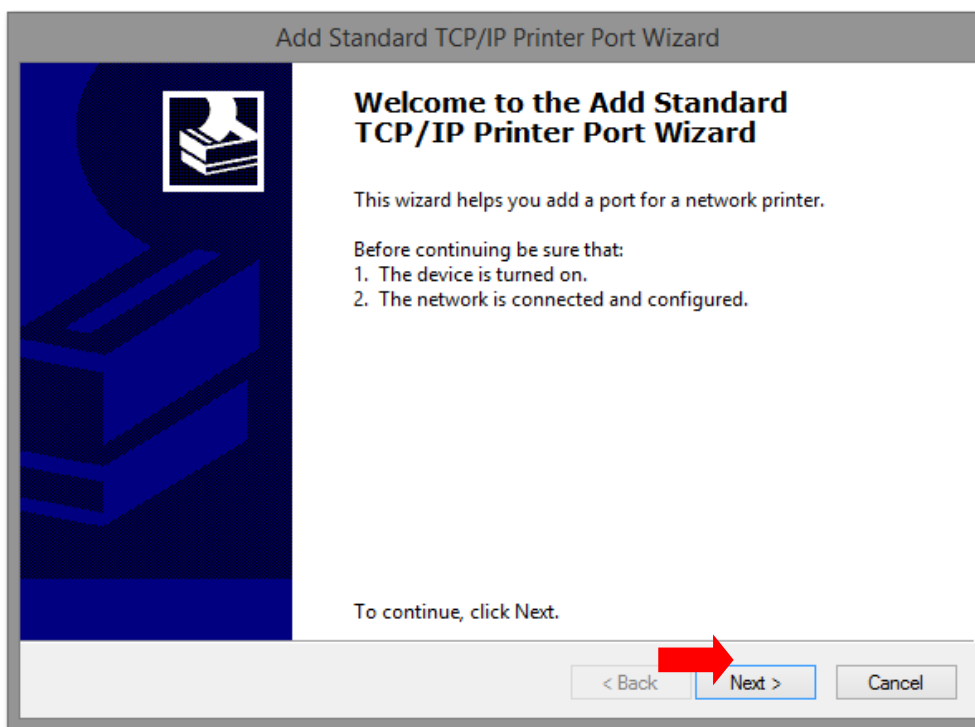 Add Standard TCP/IP Printer Port Wizard
Welcome to the Add Standard
TCP/IP Printer Port Wizard
This wizard helps you add a port for a network printer.
Before continuing be sure that:
1. The device is turned on.
2. The network is connected and configured.
To continue, click Next.
< Back
Next >
Cancel